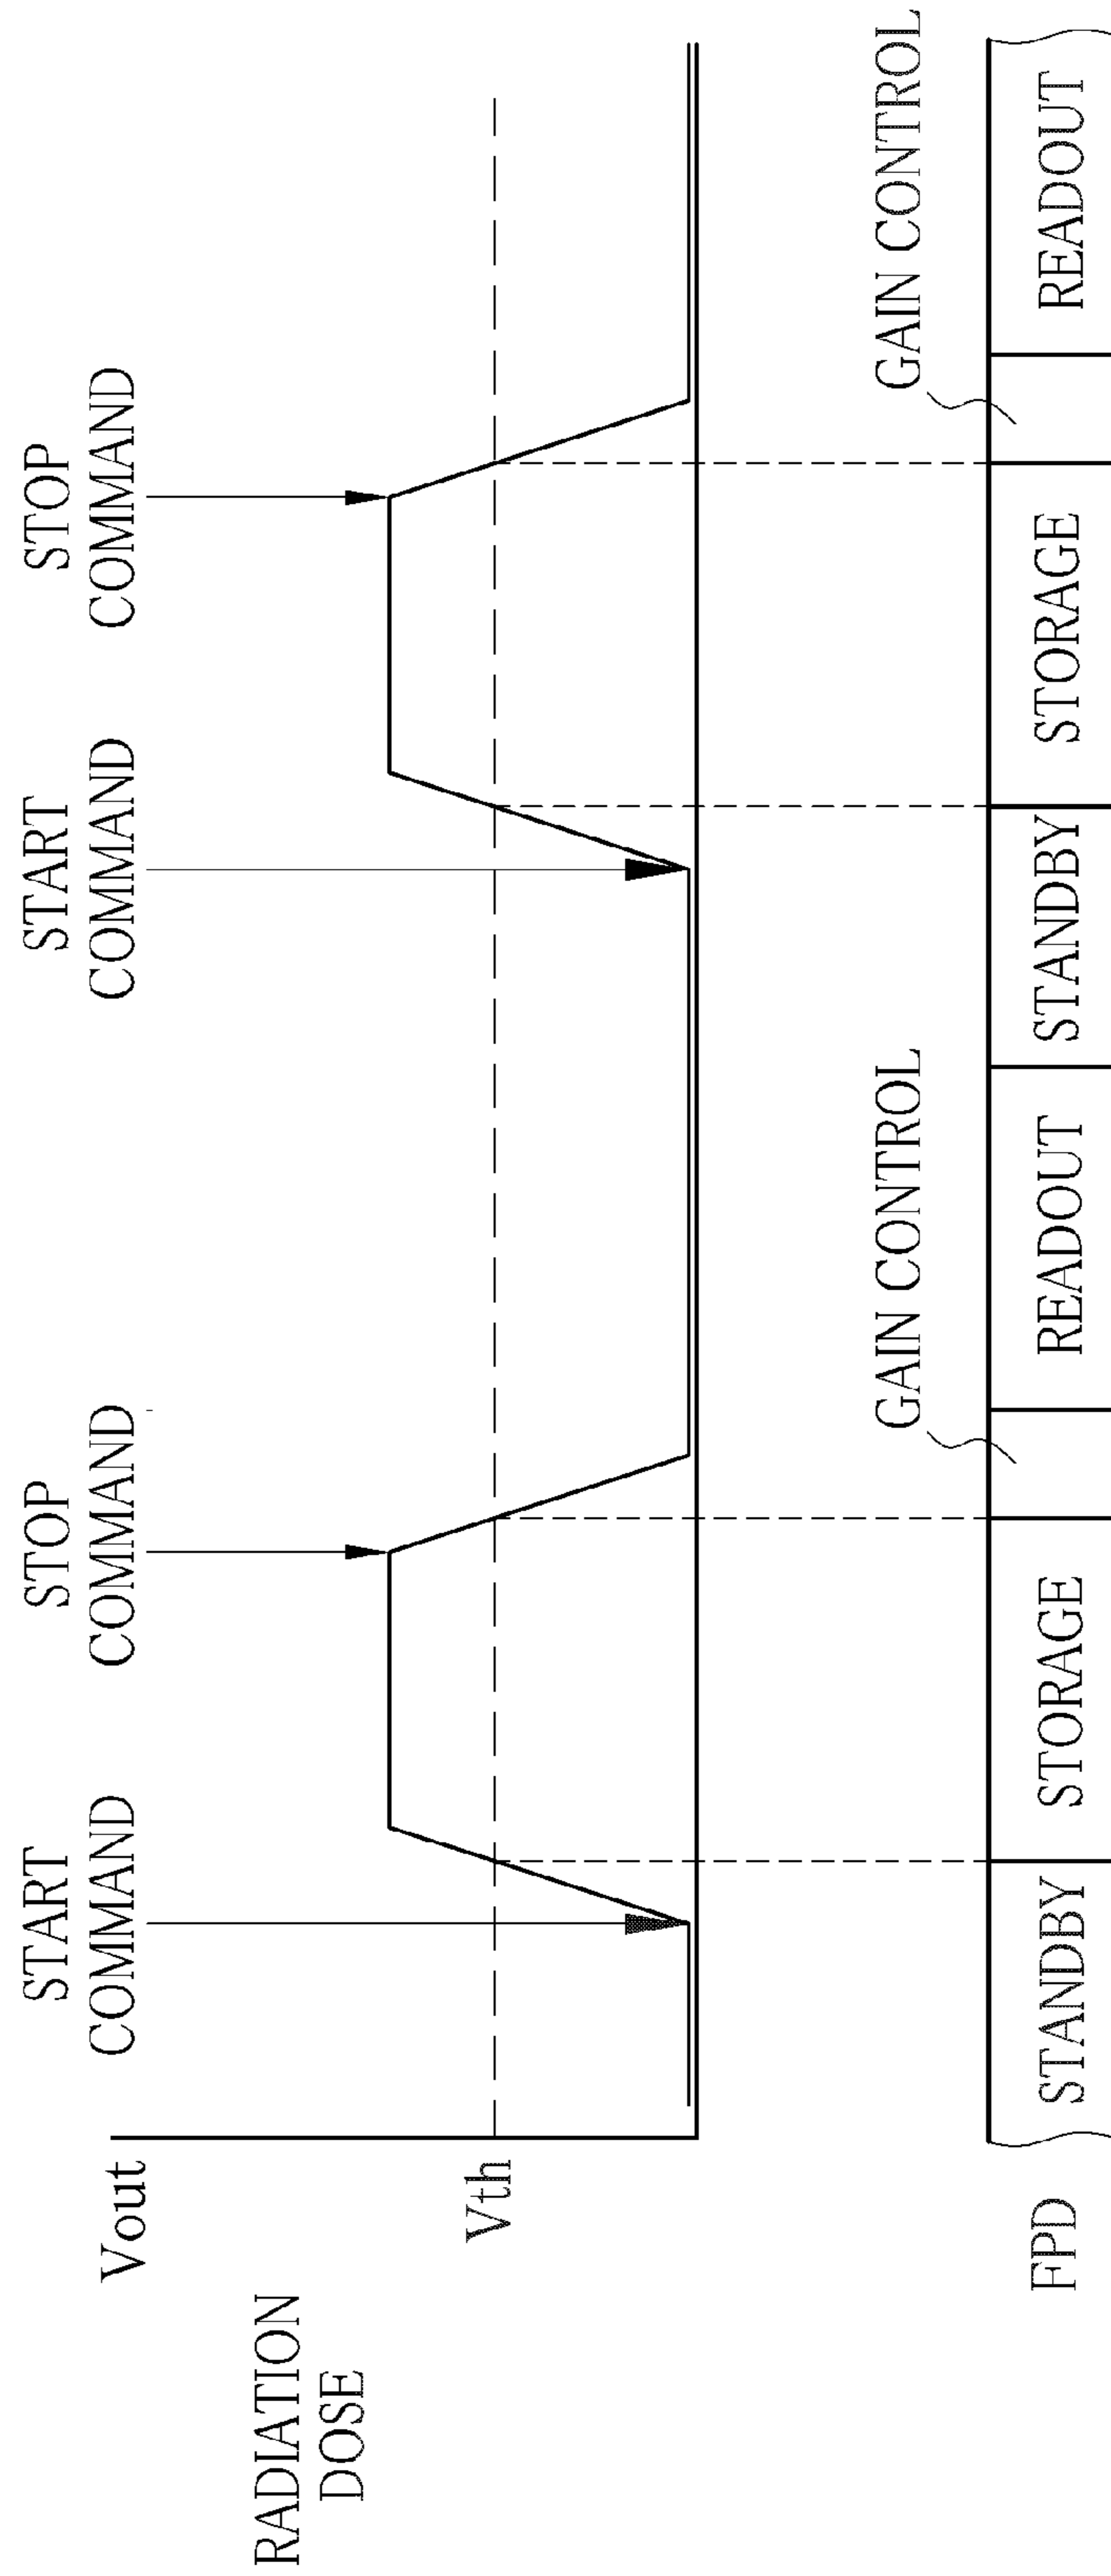 START
COMMAND
STOP
COMMAND
START
COMMAND
STOP
COMMAND
Vout
RADIATION
DOSE
Vth
GAIN CONTROL
GAIN CONTROL
FPD
STANDBY
STORAGE
READOUT
STANDBY
STORAGE
READOUT